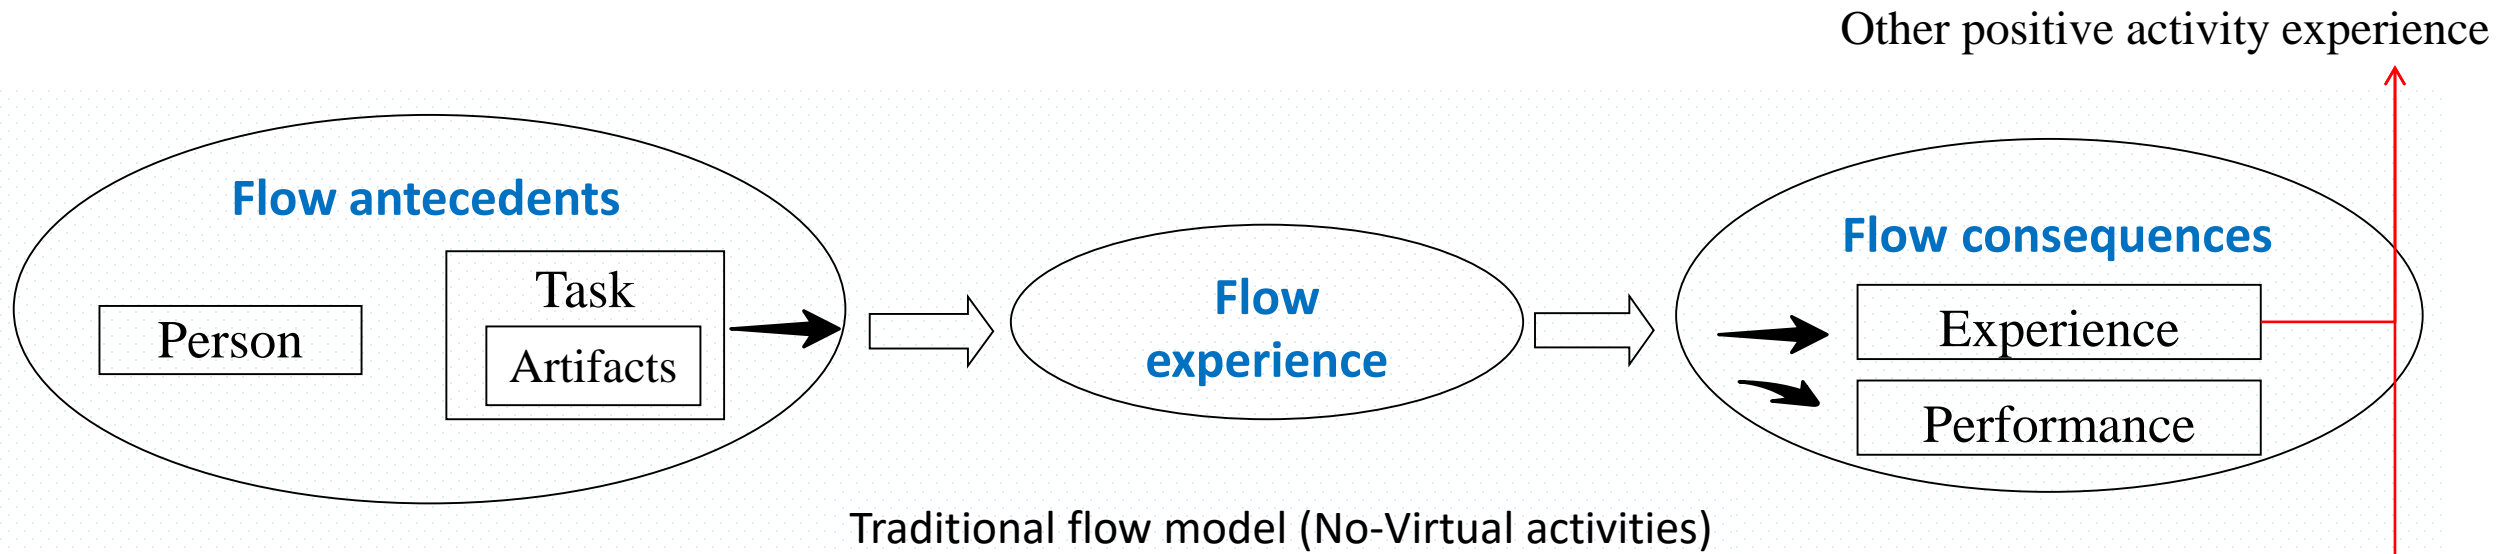 Other positive activity experience
Flow antecedents
Person
Task
Artifacts
Flow
experience
Flow consequences
Experience
Performance
Traditional flow model (No-Virtual activities)